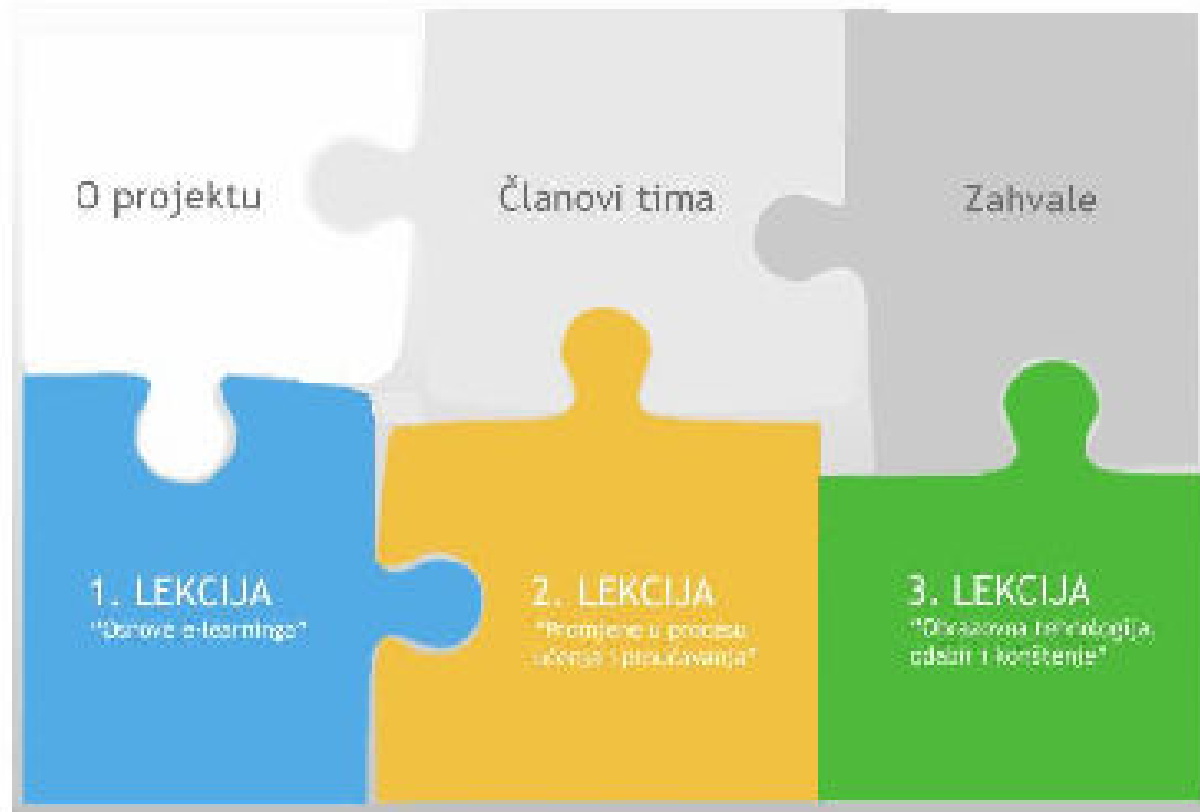 O projektu
Članovi tima
Zahvale
1. LEKCIJA
"Osnove e-learninga"
2. LEKCIJA
"Promjene u procesu
učenja i poučavanja"
3. LEKCIJA
"Obrazovna tehnologija,
odabir i korištenje"